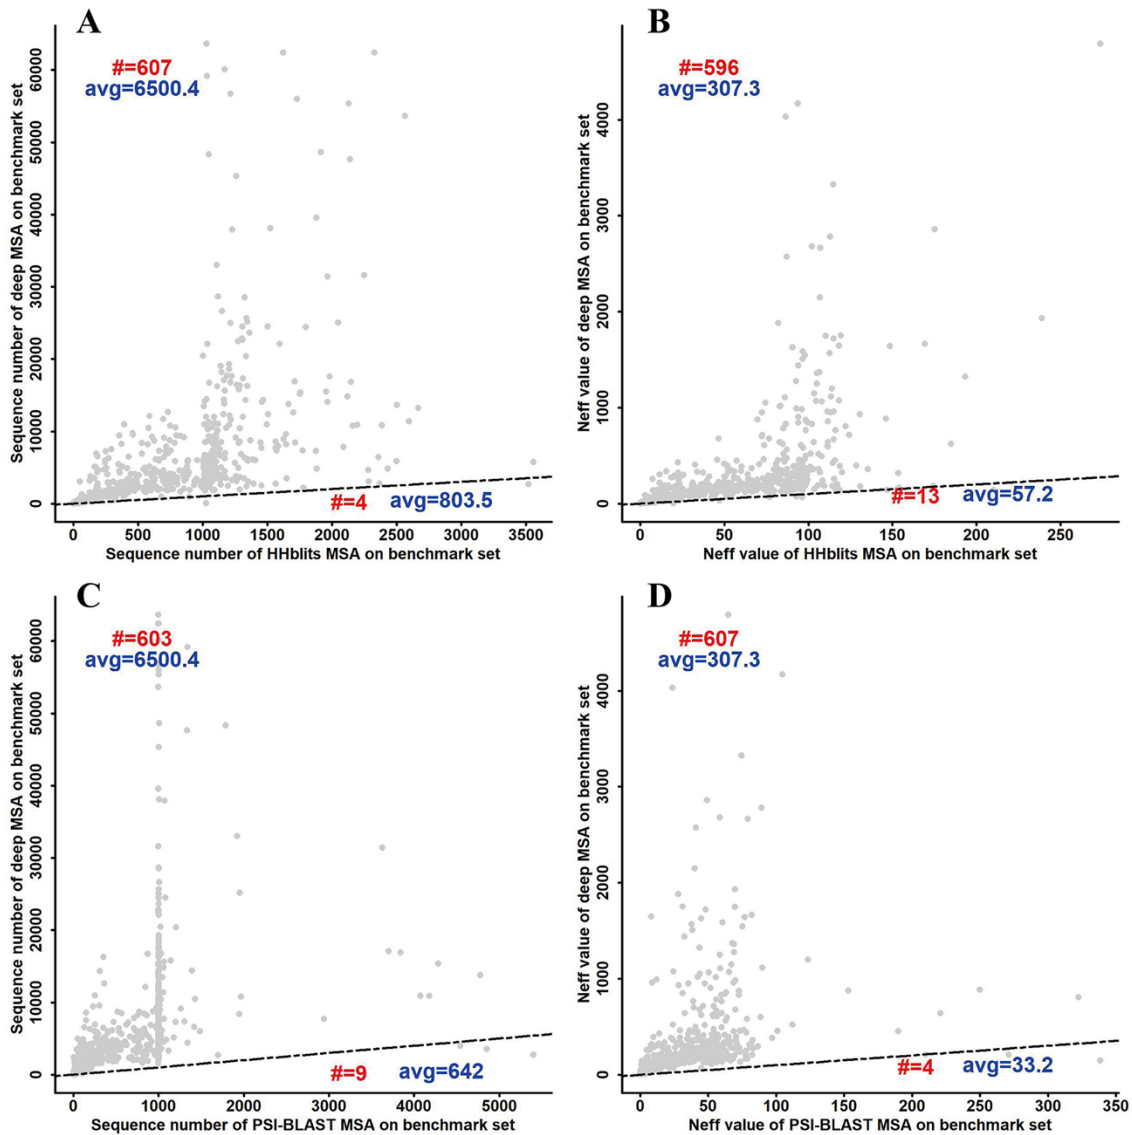 A
#=607
avg=6500.4
Sequence number of deep MSA on benchmark set
60000
50000
40000
30000
20000
10000
0
#=4
avg=803.5
0 500 1000 1500 2000 2500 3000 3500
Sequence number of HHblits MSA on benchmark set
B
#=596
avg=307.3
Neff value of deep MSA on benchmark set
4000
3000
2000
1000
0
#=13
avg=57.2
0 50 100 150 200 250
Neff value of HHblits MSA on benchmark set
C
#=603
avg=6500.4
Sequence number of deep MSA on benchmark set
60000
50000
40000
30000
20000
10000
0
#=9
avg=642
0 1000 2000 3000 4000 5000
Sequence number of PSI-BLAST MSA on benchmark set
D
#=607
avg=307.3
Neff value of deep MSA on benchmark set
4000
3000
2000
1000
0
#=4
avg=33.2
0 50 100 150 200 250 300 350
Neff value of PSI-BLAST MSA on benchmark set